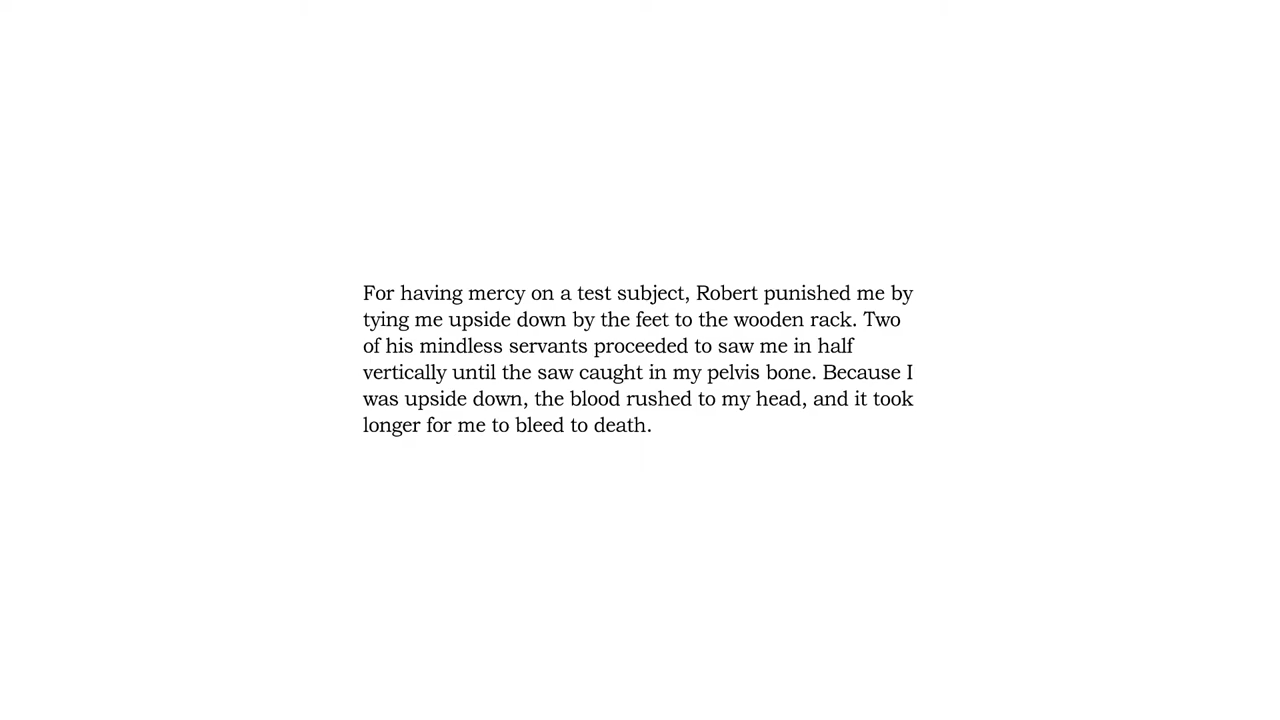 For having mercy on a test subject, Robert punished me by
tying me upside down by the feet to the wooden rack. Two
of his mindless servants proceeded to saw me in half
vertically until the saw caught in my pelvis bone. Because I
was upside down, the blood rushed to my head, and it took
longer for me to bleed to death.